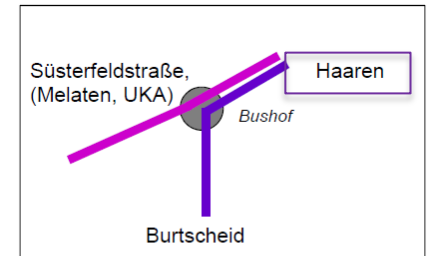 Süsterfeldstraße,
(Melaten, UKA)
Haaren
Bushof
Burtscheid